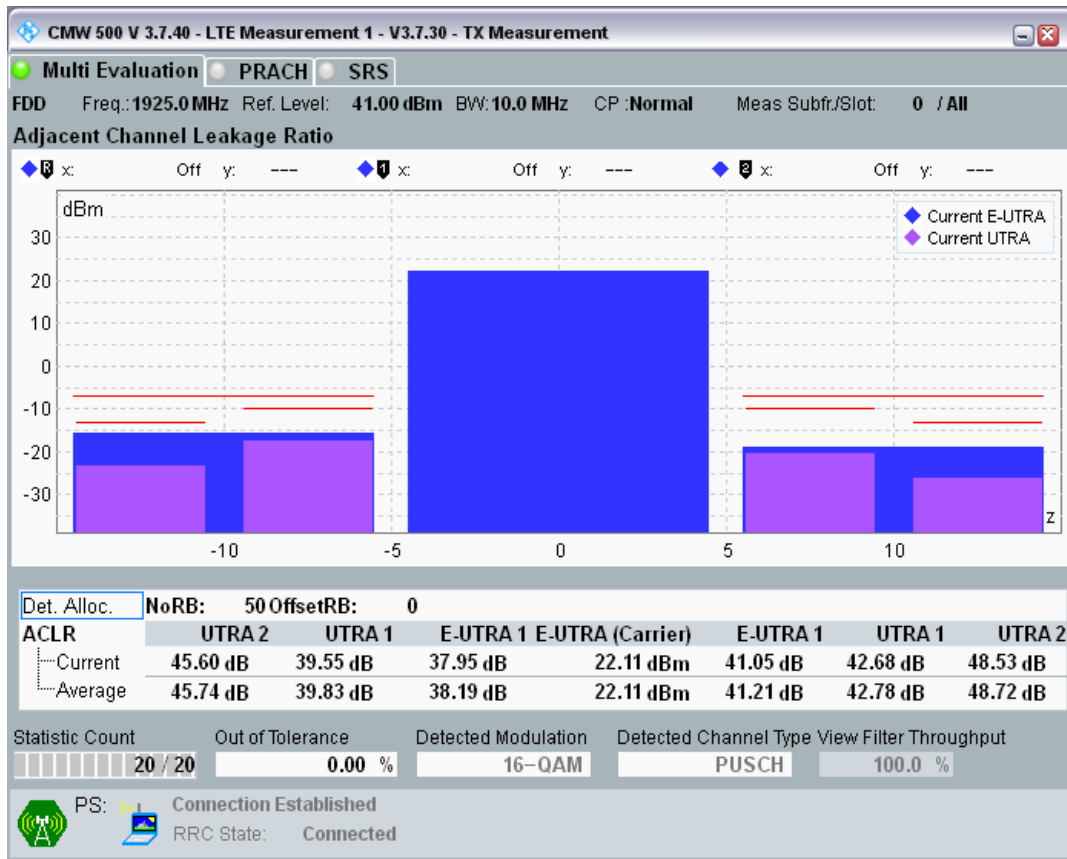 CMW 500 V 3.7.40 - LTE Measurement 1 - V3.7.30 - TX Measurement
Multi Evaluation PRACH SRS
FDD Freq.: 1925.0 MHz Ref. Level: 41.00 dBm BW: 10.0 MHz CP :Normal Meas Subfr./Slot: 0 / All
Adjacent Channel Leakage Ratio
R x: Off y: --- 1 x: Off y: --- 2 x: Off y: ---
dBm
Current E-UTRA
Current UTRA
30
20
10
0
-10
-20
-30
z
-10 -5 0 5 10
Det. Alloc. NoRB: 50 OffsetRB: 0
ACLR UTRA 2 UTRA 1 E-UTRA 1 E-UTRA (Carrier) E-UTRA 1 UTRA 1 UTRA 2
Current 45.60 dB 39.55 dB 37.95 dB 22.11 dBm 41.05 dB 42.68 dB 48.53 dB
Average 45.74 dB 39.83 dB 38.19 dB 22.11 dBm 41.21 dB 42.78 dB 48.72 dB
Statistic Count Out of Tolerance Detected Modulation Detected Channel Type View Filter Throughput
20 / 20 0.00 % 16-QAM PUSCH 100.0 %
PS: Connection Established
RRC State: Connected